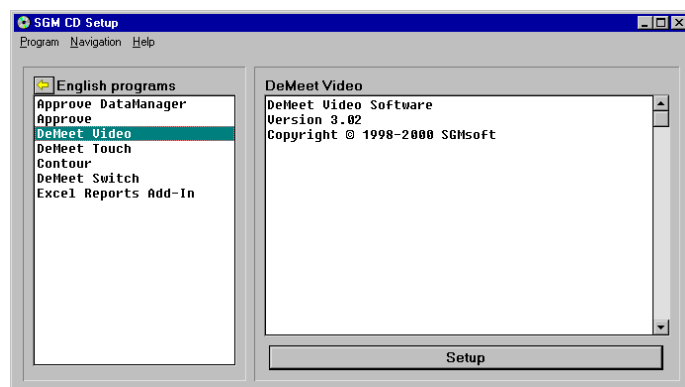 SGM CD Setup
Program Navigation Help
English programs
Approve DataManager
Approve
DeMeet Video
DeMeet Touch
Contour
DeMeet Switch
Excel Reports Add-In
DeMeet Video
DeMeet Video Software
Version 3.02
Copyright © 1998-2000 SGMsoft
Setup